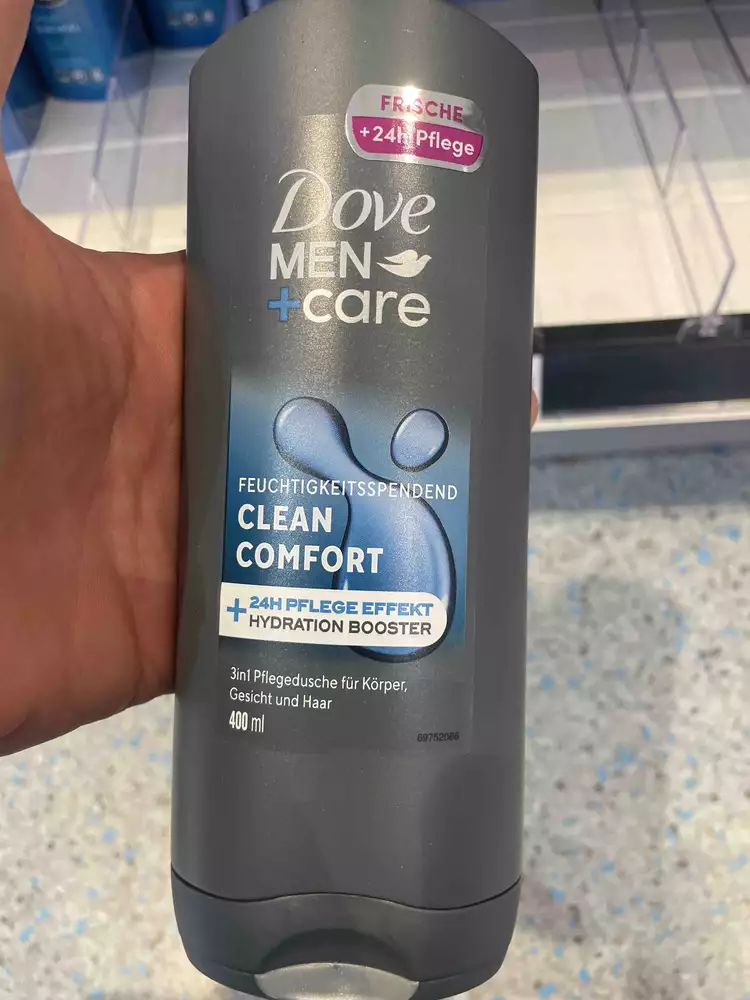 FRISCHE
+24h Pflege
Dove
MEN
+care
FEUCHTIGKEITSSPENDEND
CLEAN
COMFORT
+ 24H PFLEGE EFFEKT
HYDRATION BOOSTER
3in1 Pflegedusche für Körper,
Gesicht und Haar
400 ml
69752086